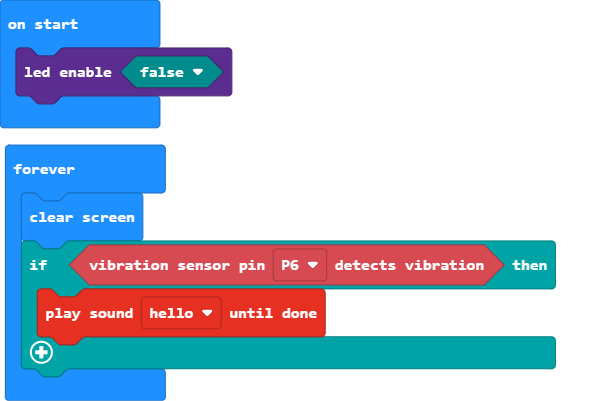 on start
led enable false
forever
clear screen
if vibration sensor pin P6 detects vibration then
play sound hello until done